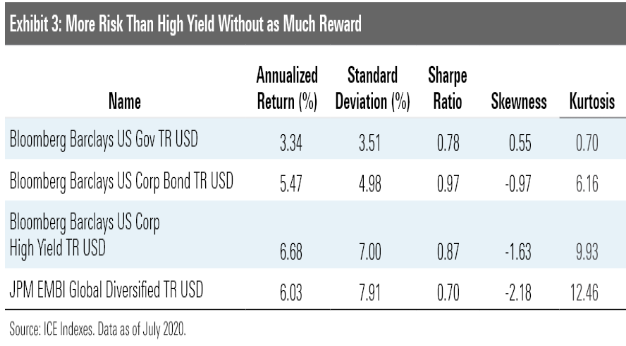 Exhibit 3: More Risk Than High Yield Without as Much Reward
Annualized Standard Sharpe
Name Return (%) Deviation (%) Ratio Skewness Kurtosis
Bloomberg Barclays US Gov TR USD 3.34 3.51 0.78 0.55 0.70
Bloomberg Barclays US Corp Bond TR USD 5.47 4.98 0.97 -0.97 6.16
Bloomberg Barclays US Corp
High Yield TR USD 6.68 7.00 0.87 -1.63 9.93
JPM EMBI Global Diversified TR USD 6.03 7.91 0.70 -2.18 12.46
Source: ICE Indexes. Data as of July 2020.